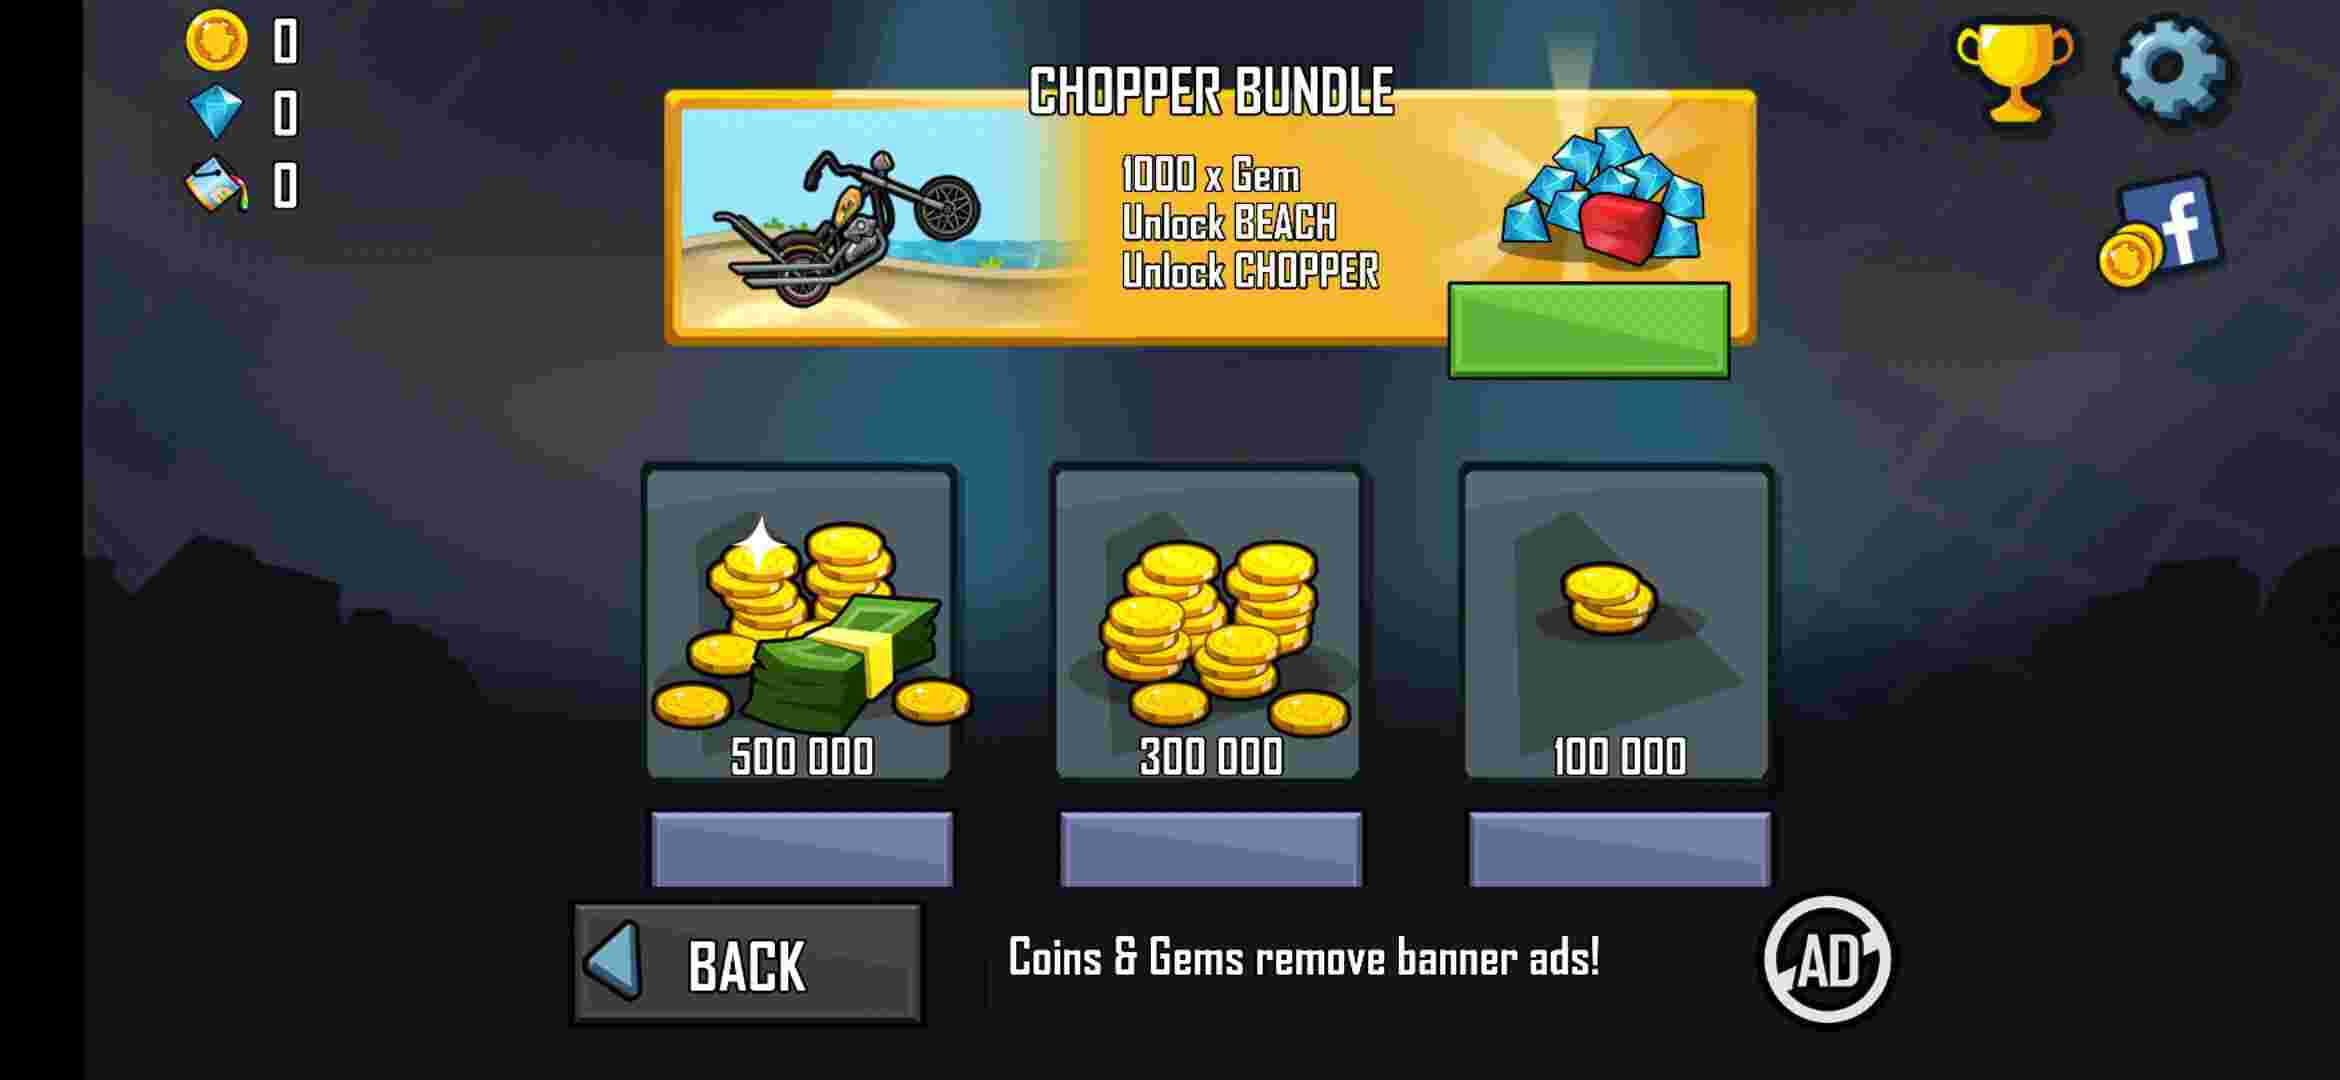 0
0
0
CHOPPER BUNDLE
1000 x Gem
Unlock BEACH
Unlock CHOPPER
f
500 000
300 000
100 000
BACK
Coins & Gems remove banner ads!
AD